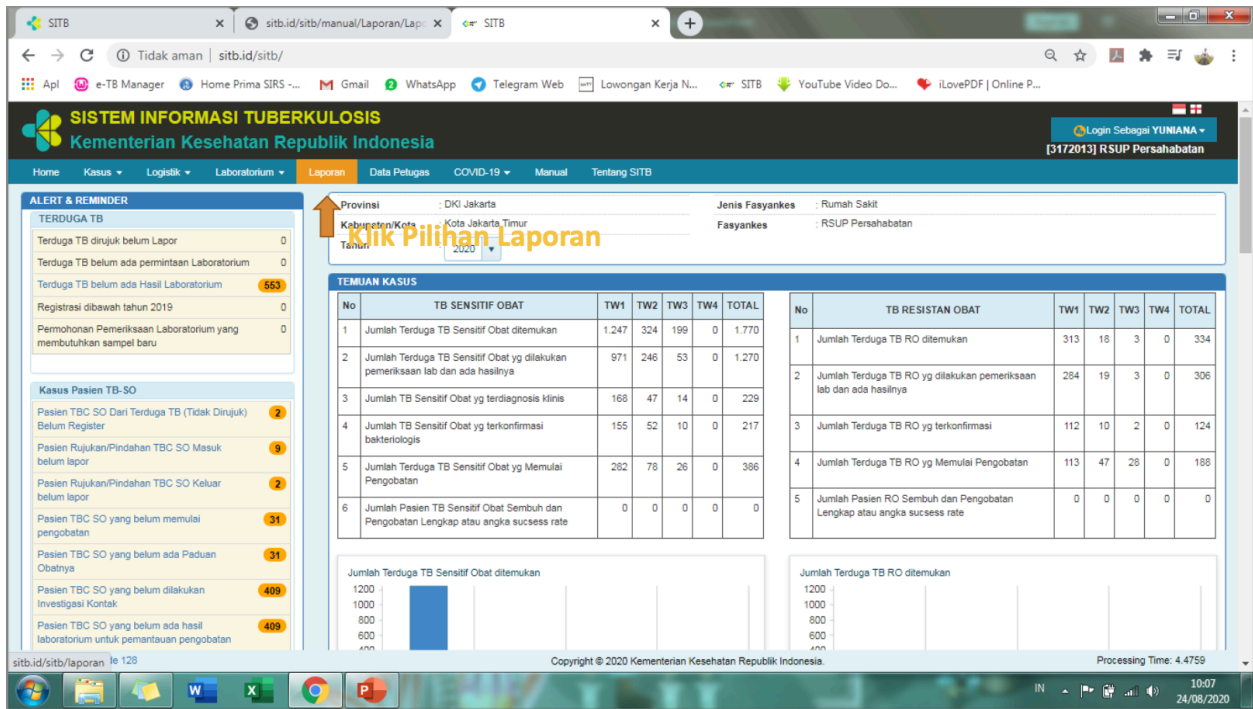 SITB
sitb.id/sitb/manual/Laporan/Lapo
SITB
Tidak aman | sitb.id/sitb/
Apl
e-TB Manager
Home Prima SIRS -...
Gmail
WhatsApp
Telegram Web
Lowongan Kerja N...
SITB
YouTube Video Do...
iLovePDF | Online P...
SISTEM INFORMASI TUBERKULOSIS
Kementerian Kesehatan Republik Indonesia
Login Sebagai YUNIANA
[3172013] RSUP Persahabatan
Home Kasus Logistik Laboratorium Laporan Data Petugas COVID-19 Manual Tentang SITB
ALERT & REMINDER
TERDUGA TB
Terduga TB dirujuk belum Lapor 0
Terduga TB belum ada permintaan Laboratorium 0
Terduga TB belum ada Hasil Laboratorium 553
Registrasi dibawah tahun 2019 0
Permohonan Pemeriksaan Laboratorium yang 0
membutuhkan sampel baru
Kasus Pasien TB-SO
Pasien TBC SO Dari Terduga TB (Tidak Dirujuk) 2
Belum Register
Pasien Rujukan/Pindahan TBC SO Masuk 9
belum lapor
Pasien Rujukan/Pindahan TBC SO Keluar 2
belum lapor
Pasien TBC SO yang belum memulai 31
pengobatan
Pasien TBC SO yang belum ada Paduan 31
Obatnya
Pasien TBC SO yang belum dilakukan 409
Investigasi Kontak
Pasien TBC SO yang belum ada hasil 409
laboratorium untuk pemantauan pengobatan
Provinsi : DKI Jakarta Jenis Fasyankes : Rumah Sakit
Kabupaten/Kota : Kota Jakarta Timur Fasyankes : RSUP Persahabatan
Tahun : 2020
Klik Pilihan Laporan
TEMUAN KASUS
No TB SENSITIF OBAT TW1 TW2 TW3 TW4 TOTAL
1 Jumlah Terduga TB Sensitif Obat ditemukan 1.247 324 199 0 1.770
2 Jumlah Terduga TB Sensitif Obat yg dilakukan 971 246 53 0 1.270
pemeriksaan lab dan ada hasilnya
3 Jumlah TB Sensitif Obat yg terdiagnosis klinis 168 47 14 0 229
4 Jumlah TB Sensitif Obat yg terkonfirmasi 155 52 10 0 217
bakteriologis
5 Jumlah Terduga TB Sensitif Obat yg Memulai 282 78 26 0 386
Pengobatan
6 Jumlah Pasien TB Sensitif Obat Sembuh dan 0 0 0 0 0
Pengobatan Lengkap atau angka sucsess rate
No TB RESISTAN OBAT TW1 TW2 TW3 TW4 TOTAL
1 Jumlah Terduga TB RO ditemukan 313 18 3 0 334
2 Jumlah Terduga TB RO yg dilakukan pemeriksaan 284 19 3 0 306
lab dan ada hasilnya
3 Jumlah Terduga TB RO yg terkonfirmasi 112 10 2 0 124
4 Jumlah Terduga TB RO yg Memulai Pengobatan 113 47 28 0 188
5 Jumlah Pasien RO Sembuh dan Pengobatan 0 0 0 0 0
Lengkap atau angka sucsess rate
Jumlah Terduga TB Sensitif Obat ditemukan
1200
1000
800
600
Jumlah Terduga TB RO ditemukan
1200
1000
800
600
sitb.id/sitb/laporan
128
Copyright © 2020 Kementerian Kesehatan Republik Indonesia.
Processing Time: 4.4759
IN
10:07
24/08/2020